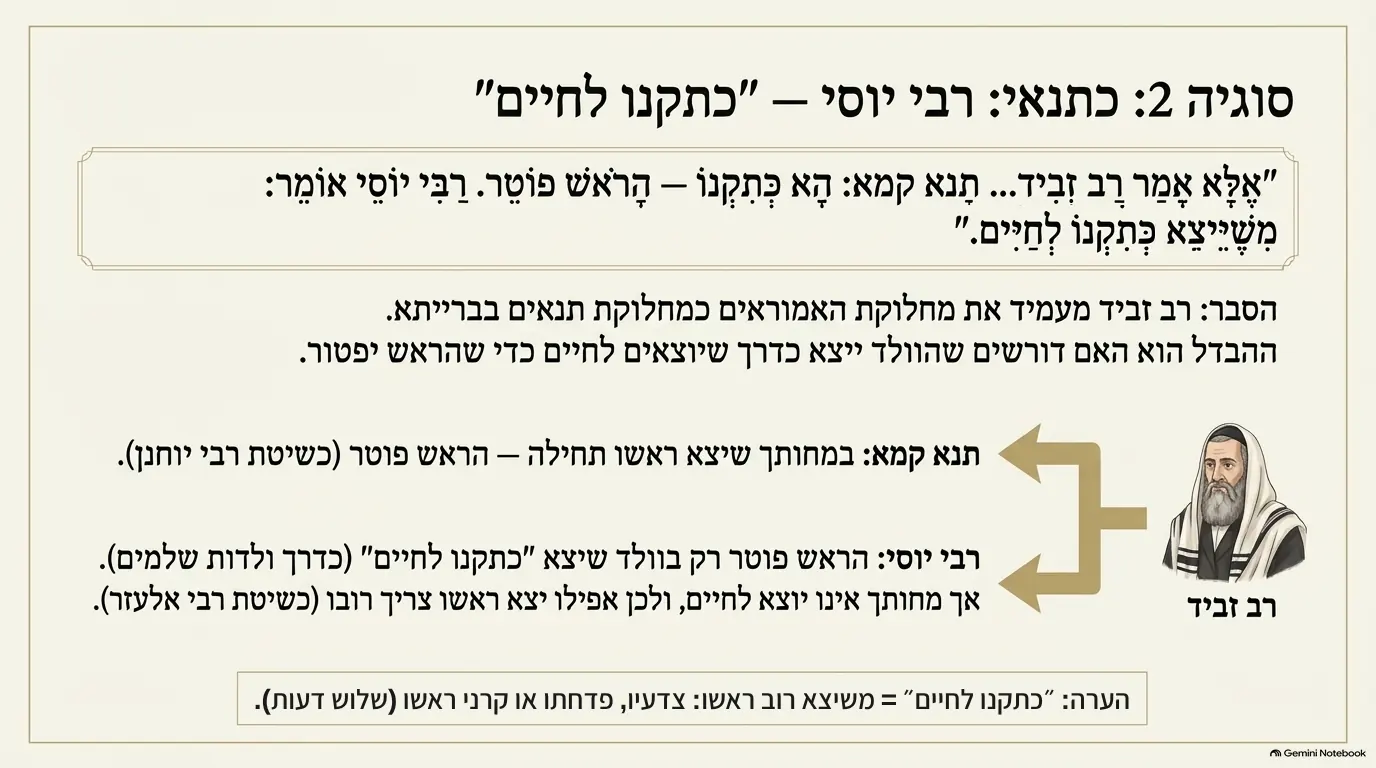 סוגיה 2: כתנאי: רבי יוסי – "כתקנו לחיים"
"אֶלָּא אָמַר רַב זְבִיד... תָנא קמא: הָא כְּתִקְנוֹ – הָרֹאשׁ פוֹטֵר. רַבִּי יוֹסֵי אוֹמֵר:
מִשֶּׁיֵּיצֵא כְּתִקְנוֹ לְחַיִּים."
הסבר: רב זביד מעמיד את מחלוקת האמוראים כמחלוקת תנאים בברייתא.
ההבדל הוא האם דורשים שהוולד ייצא כדרך שיוצאים לחיים כדי שהראש יפטור.
תנא קמא: במחותך שיצא ראשו תחילה – הראש פוטר (כשיטת רבי יוחנן).
רבי יוסי: הראש פוטר רק בוולד שיצא "כתקנו לחיים" (כדרך ולדות שלמים).
אך מחותך אינו יוצא לחיים, ולכן אפילו יצא ראשו צריך רובו (כשיטת רבי אלעזר).
רב זביד
הערה: "כתקנו לחיים" = משיצא רוב ראשו: צדעיו, פדחתו או קרני ראשו (שלוש דעות).
Gemini Notebook